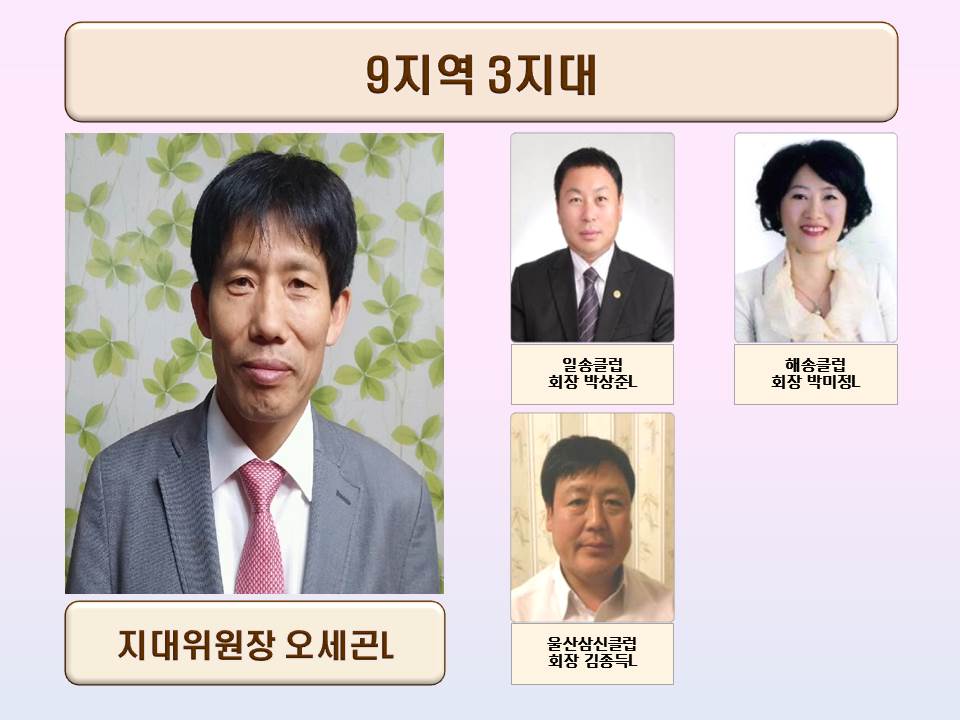 9지역 3지대
일송클럽
회장 박상준L
해송클럽
회장 박미정L
울산삼신클럽
회장 김종득L
지대위원장 오세곤L